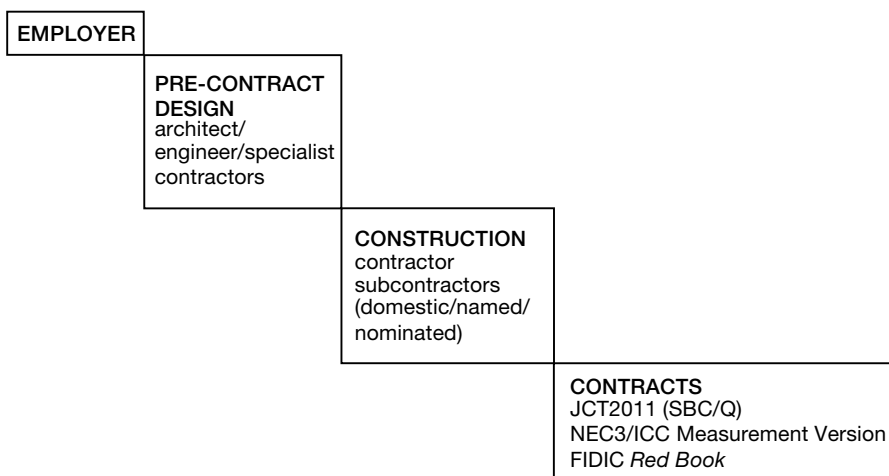 EMPLOYER
PRE-CONTRACT
DESIGN
architect/
engineer/specialist
contractors
CONSTRUCTION
contractor
subcontractors
(domestic/named/
nominated)
CONTRACTS
JCT2011 (SBC/Q)
NEC3/ICC Measurement Version
FIDIC Red Book